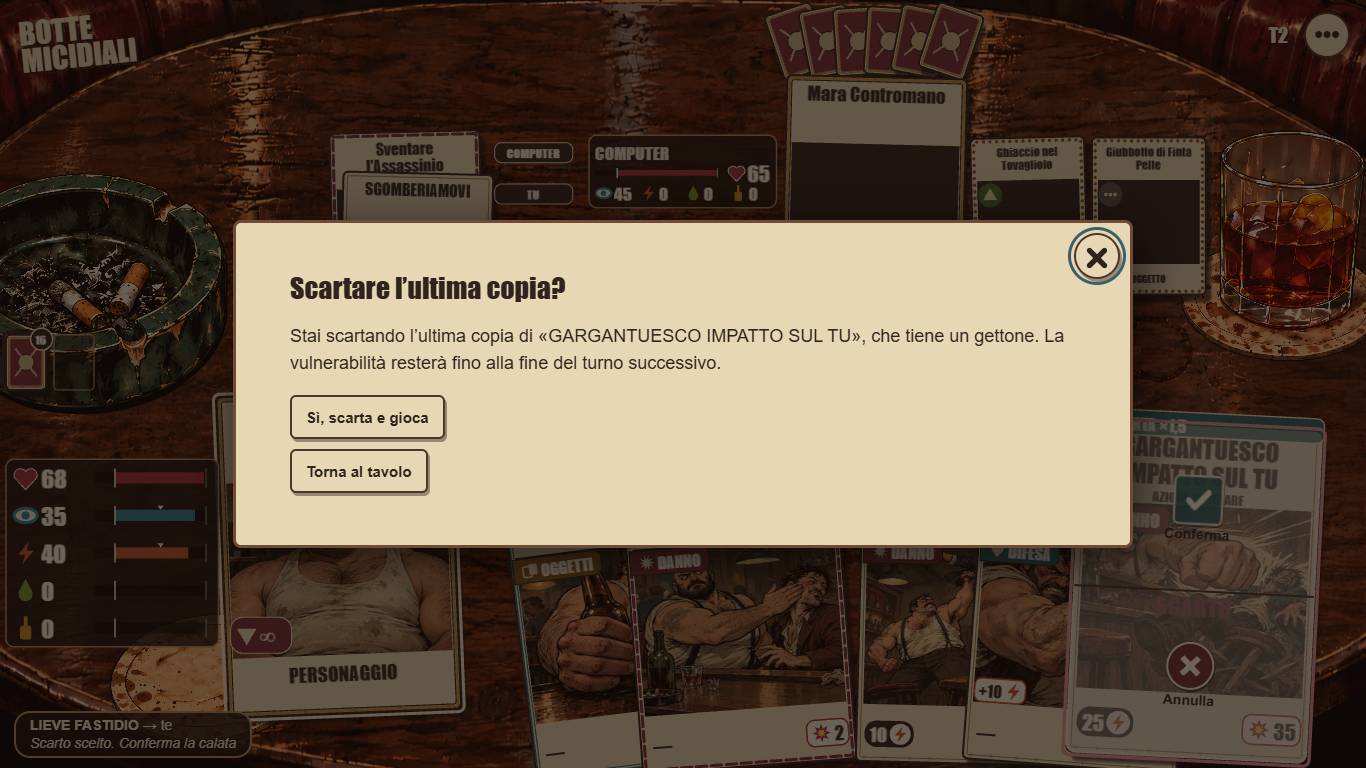 BOTTE
MICIDIALI
T2
Mara Contromano
Sventare
l'Assassinio
SGOMBERIAMOVI
COMPUTER
TU
COMPUTER
65
45
0
0
0
Ghiaccio nel
Tovagliolo
Giubbotto di Finta
Pelle
OGGETTO
16
Scartare l’ultima copia?
Stai scartando l’ultima copia di «GARGANTUESCO IMPATTO SUL TU», che tiene un gettone. La
vulnerabilità resterà fino alla fine del turno successivo.
Sì, scarta e gioca
Torna al tavolo
68
35
40
0
0
∞
PERSONAGGIO
OGGETTI
DANNO
2
DANNO
10
DIFESA
+10
×1,5
GARGANTUESCO
IMPATTO SUL TU
Conferma
Annulla
25
35
LIEVE FASTIDIO → te
Scarto scelto. Conferma la calata